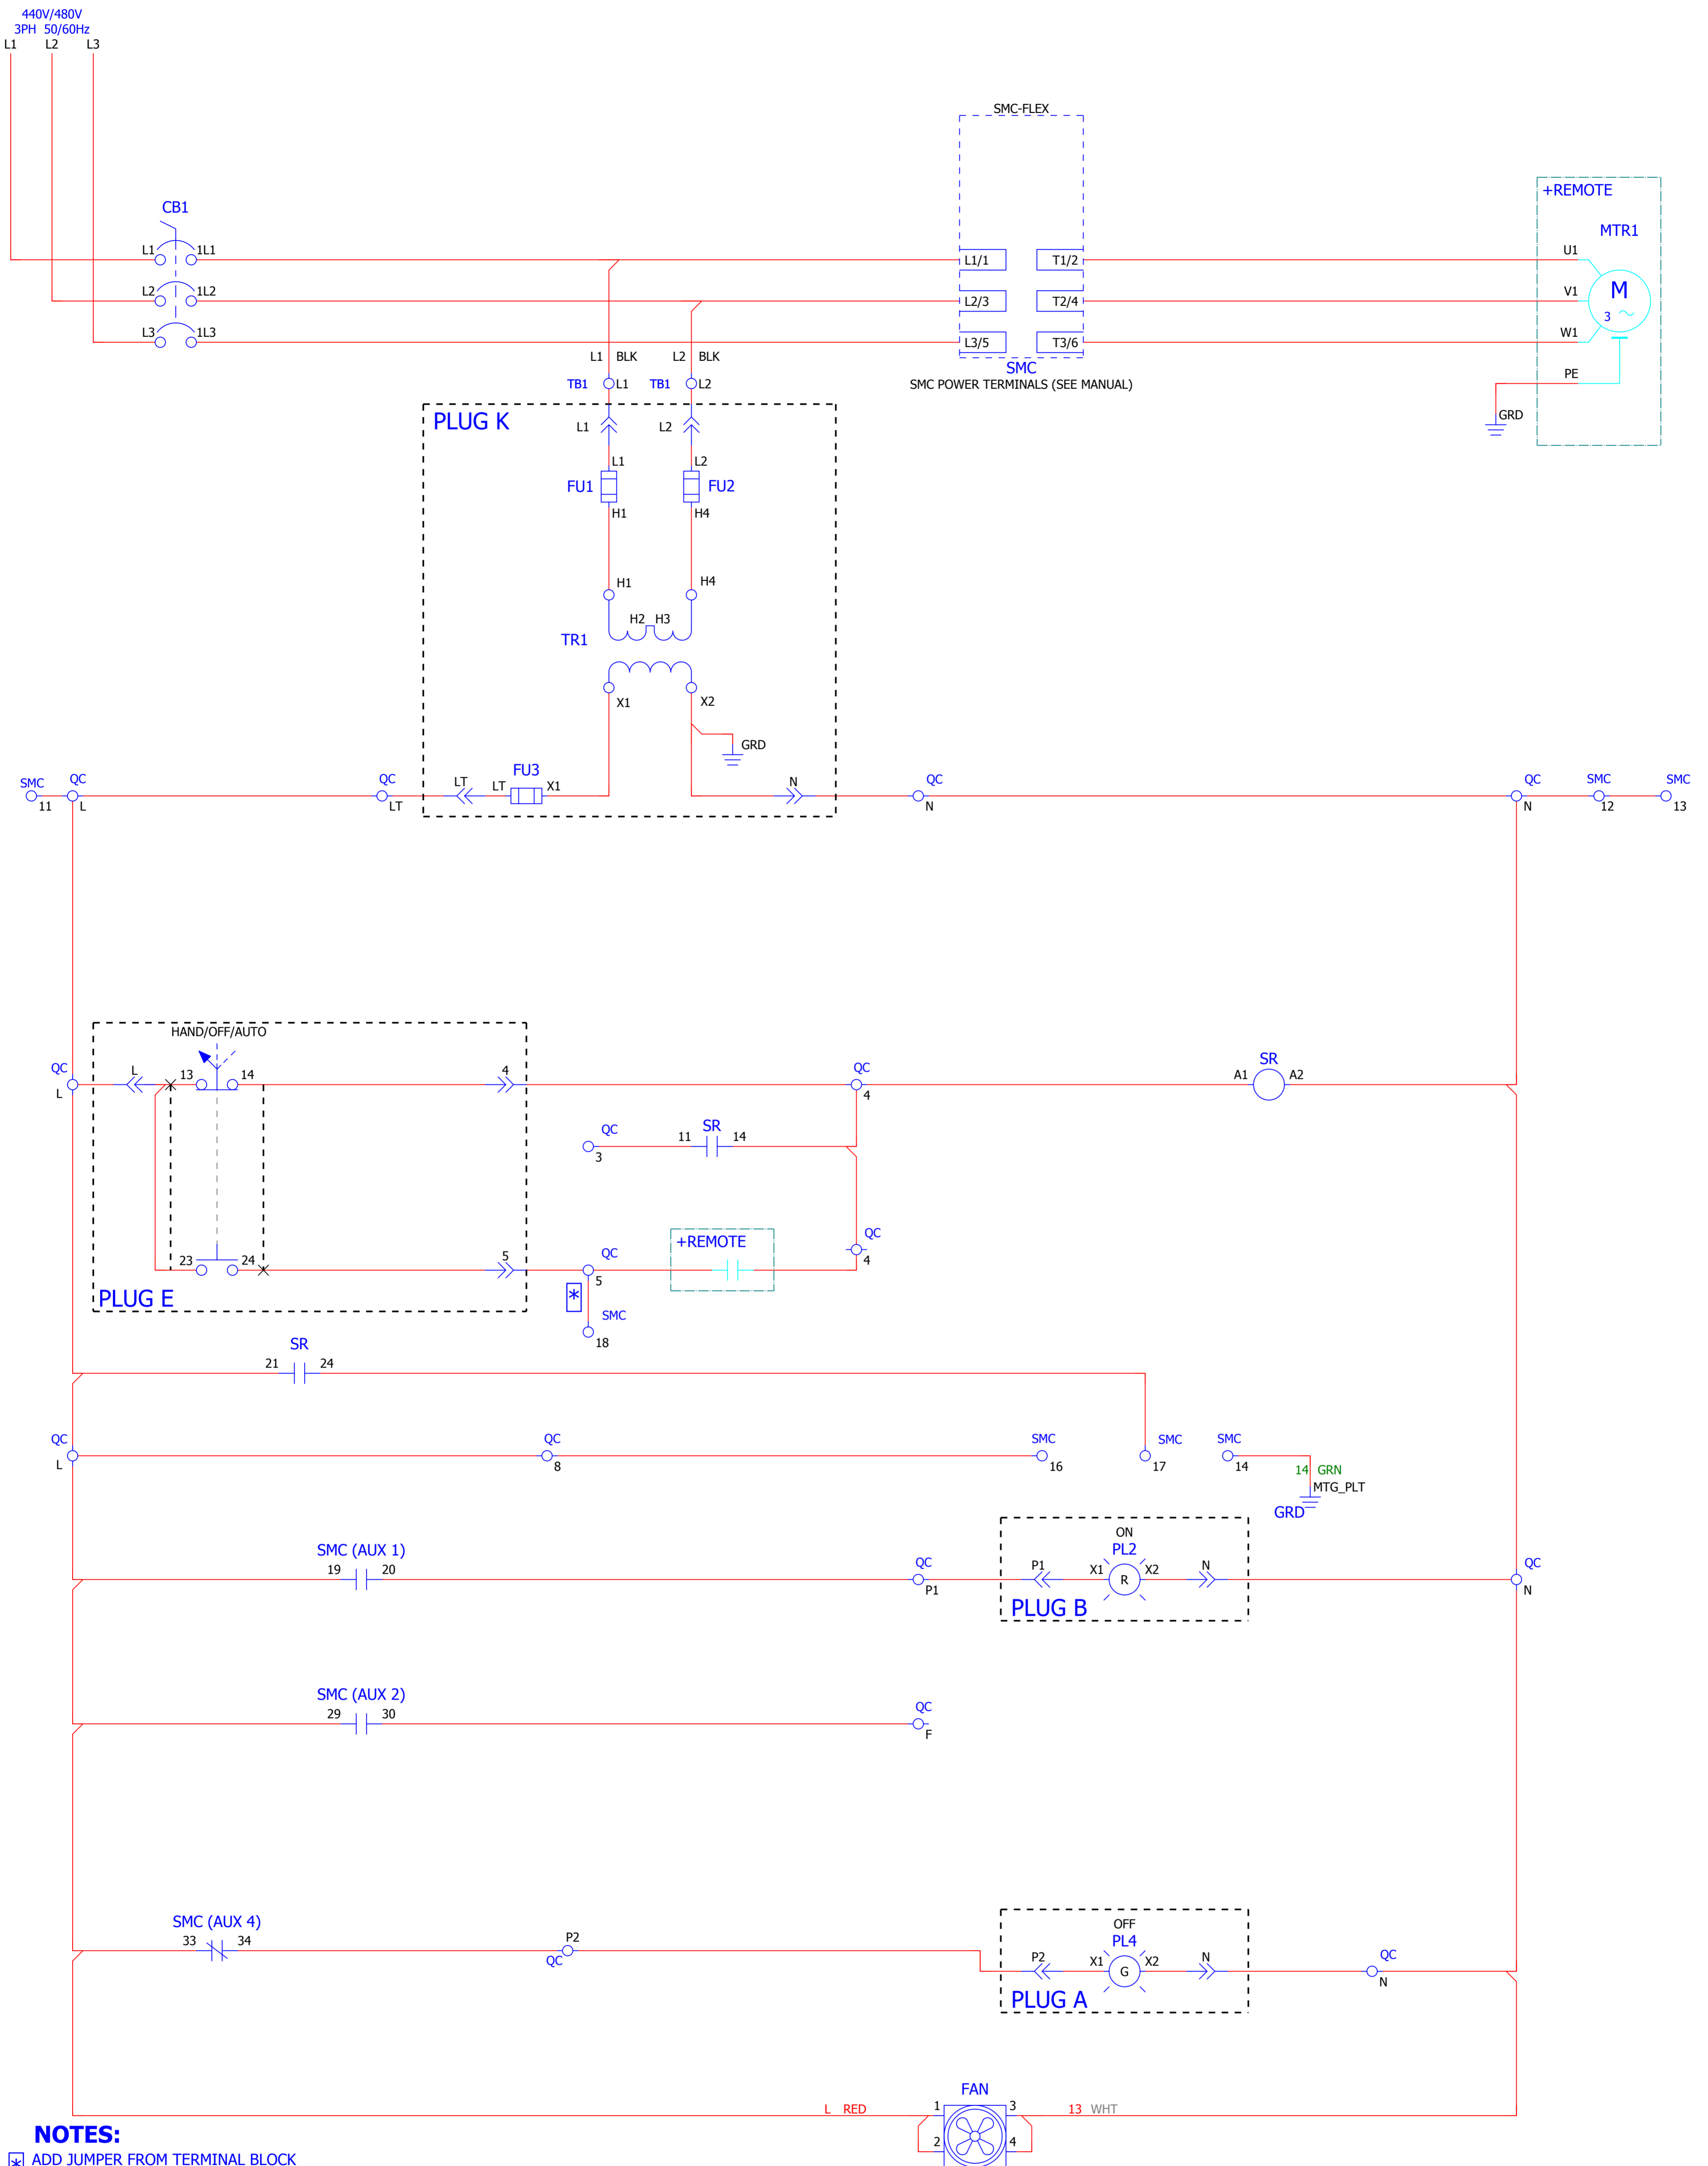 440V/480V
3PH 50/60Hz
L1 L2 L3
SMC-FLEX
+REMOTE
CB1
MTR1
L1 1L1
L1/1 T1/2
U1
L2 1L2
L2/3 T2/4
V1
M
3
L3 1L3
L3/5 T3/6
W1
SMC
SMC POWER TERMINALS (SEE MANUAL)
PE
GRD
L1 BLK L2 BLK
TB1 L1 TB1 L2
PLUG K
L1 L2
L1 L2
FU1 FU2
H1 H4
H1 H4
H2 H3
TR1
X1 X2
GRD
SMC QC QC LT LT FU3 X1 N QC QC SMC SMC
11 L LT N N 12 13
HAND/OFF/AUTO
QC L 13 14 4 QC SR
L 4 A1 A2
QC 11 SR 14
3
+REMOTE
QC
4
23 24 5 QC
5
PLUG E
*
SMC
18
SR
21 24
QC QC SMC SMC SMC
L 8 16 17 14
14 GRN
MTG_PLT
GRD
ON
SMC (AUX 1)
19 20 QC P1 X1 PL2 X2 N QC
P1 R N
PLUG B
SMC (AUX 2)
29 30 QC
F
OFF
SMC (AUX 4)
33 34 P2
QC
P2 X1 PL4 X2 N QC
G N
PLUG A
FAN
L RED 1 3 13 WHT
2 4
NOTES:
* ADD JUMPER FROM TERMINAL BLOCK